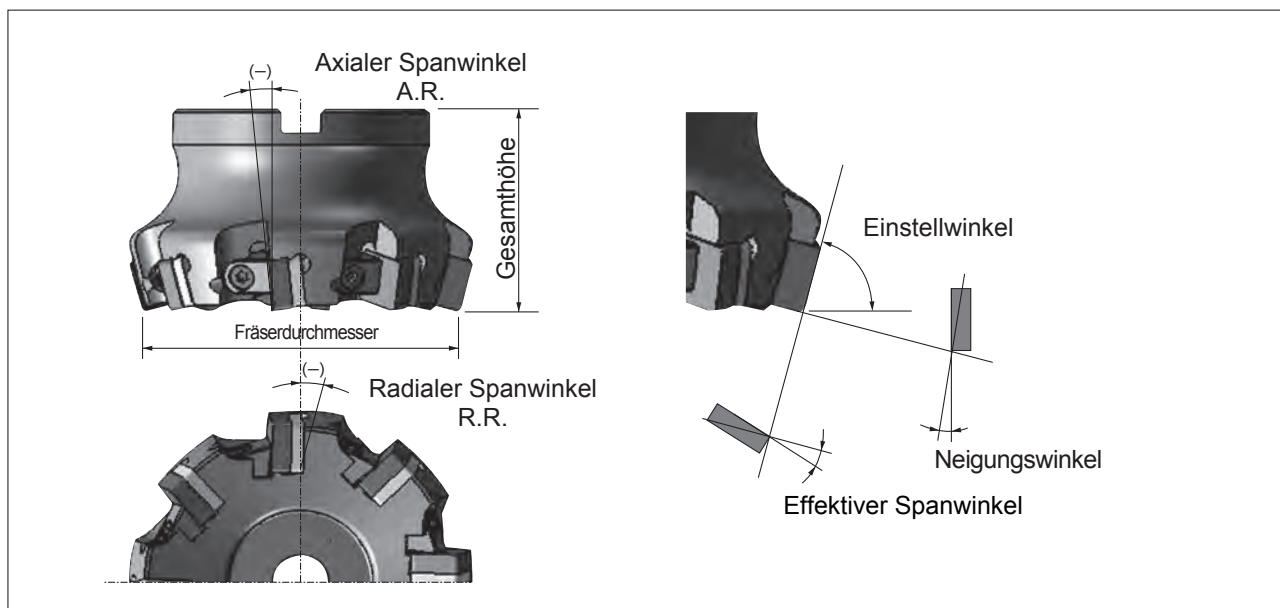 (–)
Axialer Spanwinkel
A.R.
Gesamthöhe
Fräserdurchmesser
(–)
Radialer Spanwinkel
R.R.
Einstellwinkel
Neigungswinkel
Effektiver Spanwinkel